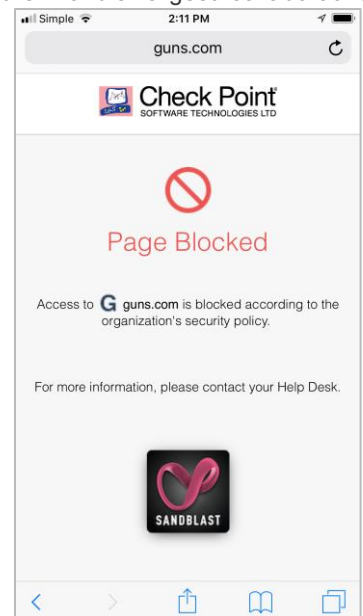 Simple
2:11 PM
guns.com
Check Point
SOFTWARE TECHNOLOGIES LTD
Page Blocked
Access to G guns.com is blocked according to the
organization's security policy.
For more information, please contact your Help Desk.
SANDBLAST